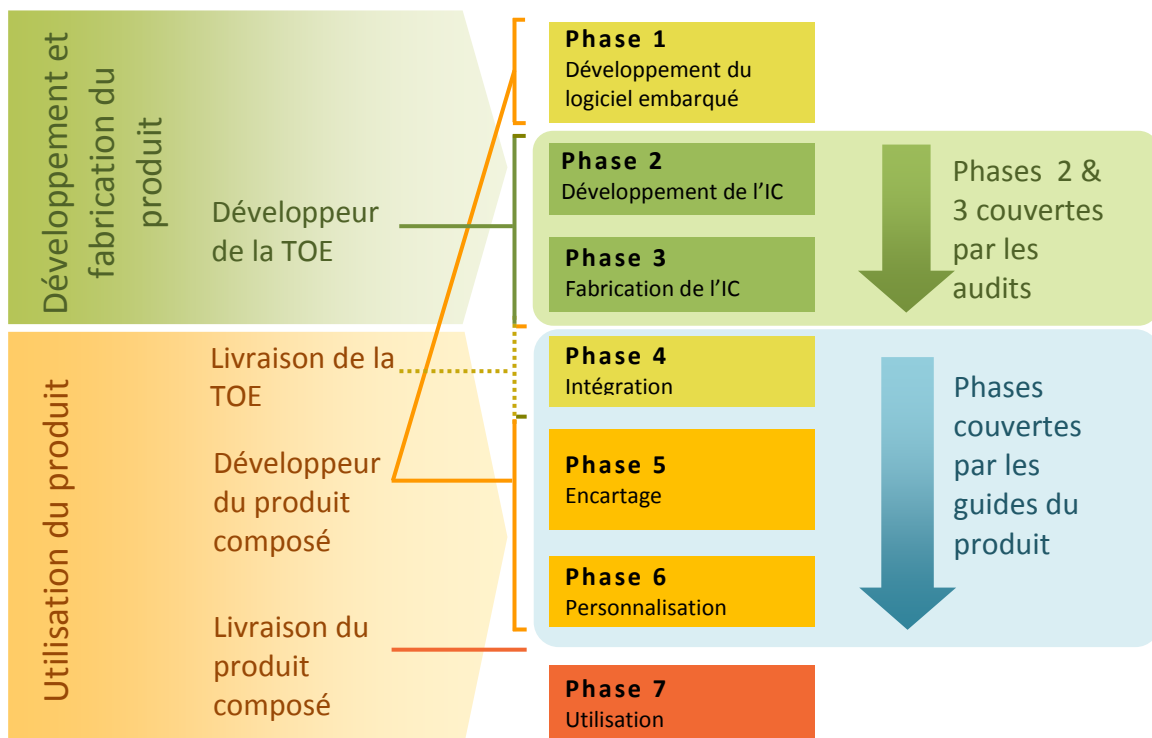 Développement et
fabrication du
produit
Développeur
de la TOE
Phase 1
Développement du
logiciel embarqué
Phase 2
Développement de l’IC
Phase 3
Fabrication de l’IC
Phases 2 &
3 couvertes
par les
audits
Utilisation du produit
Livraison de la
TOE
Développeur
du produit
composé
Livraison du
produit
composé
Phase 4
Intégration
Phase 5
Encartage
Phase 6
Personnalisation
Phases
couvertes
par les
guides du
produit
Phase 7
Utilisation